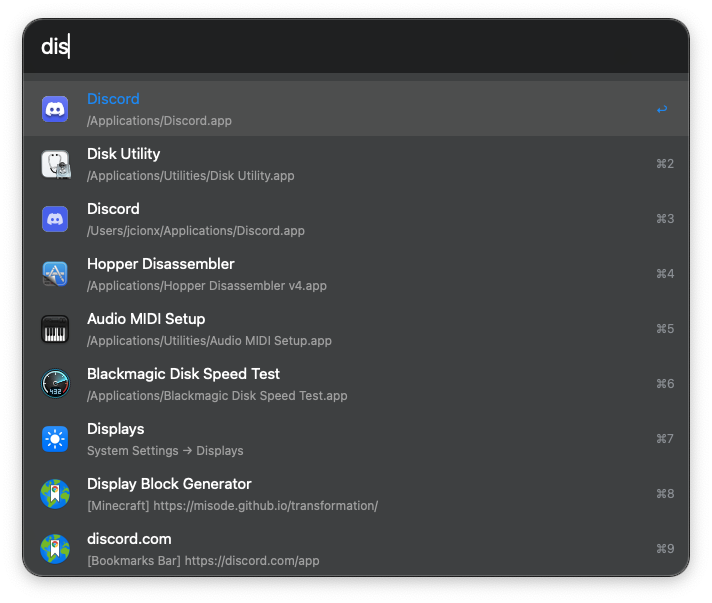 dis
Discord
/Applications/Discord.app
↩
Disk Utility
/Applications/Utilities/Disk Utility.app
⌘2
Discord
/Users/jcionx/Applications/Discord.app
⌘3
Hopper Disassembler
/Applications/Hopper Disassembler v4.app
⌘4
Audio MIDI Setup
/Applications/Utilities/Audio MIDI Setup.app
⌘5
Blackmagic Disk Speed Test
/Applications/Blackmagic Disk Speed Test.app
⌘6
Displays
System Settings → Displays
⌘7
Display Block Generator
[Minecraft] https://misode.github.io/transformation/
⌘8
discord.com
[Bookmarks Bar] https://discord.com/app
⌘9